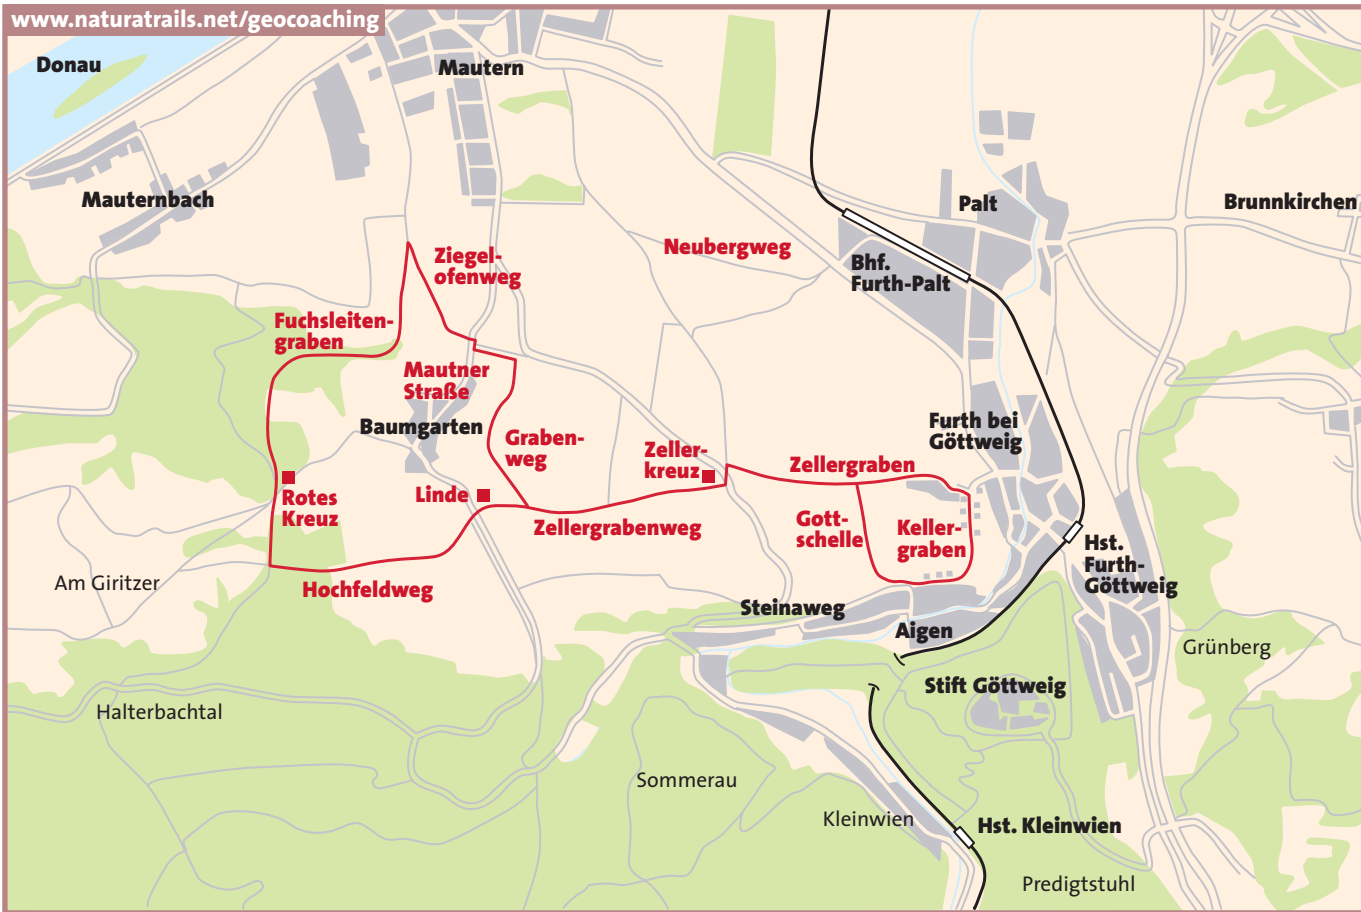 www.naturatrails.net/geocoaching
Donau
Mautern
Mauternbach
Palt
Brunnkirchen
Neubergweg
Ziegel-
ofenweg
Bhf.
Furth-Palt
Fuchsleiten-
graben
Mautner
Straße
Baumgarten
Furth bei
Göttweig
Graben-
weg
Zeller-
kreuz
Zellergraben
Rotes
Kreuz
Linde
Zellergrabenweg
Gott-
schelle
Keller-
graben
Hst.
Furth-
Göttweig
Am Giritzer
Hochfeldweg
Steinaweg
Aigen
Grünberg
Stift Göttweig
Halterbachtal
Sommerau
Kleinwien
Hst. Kleinwien
Predigtstuhl